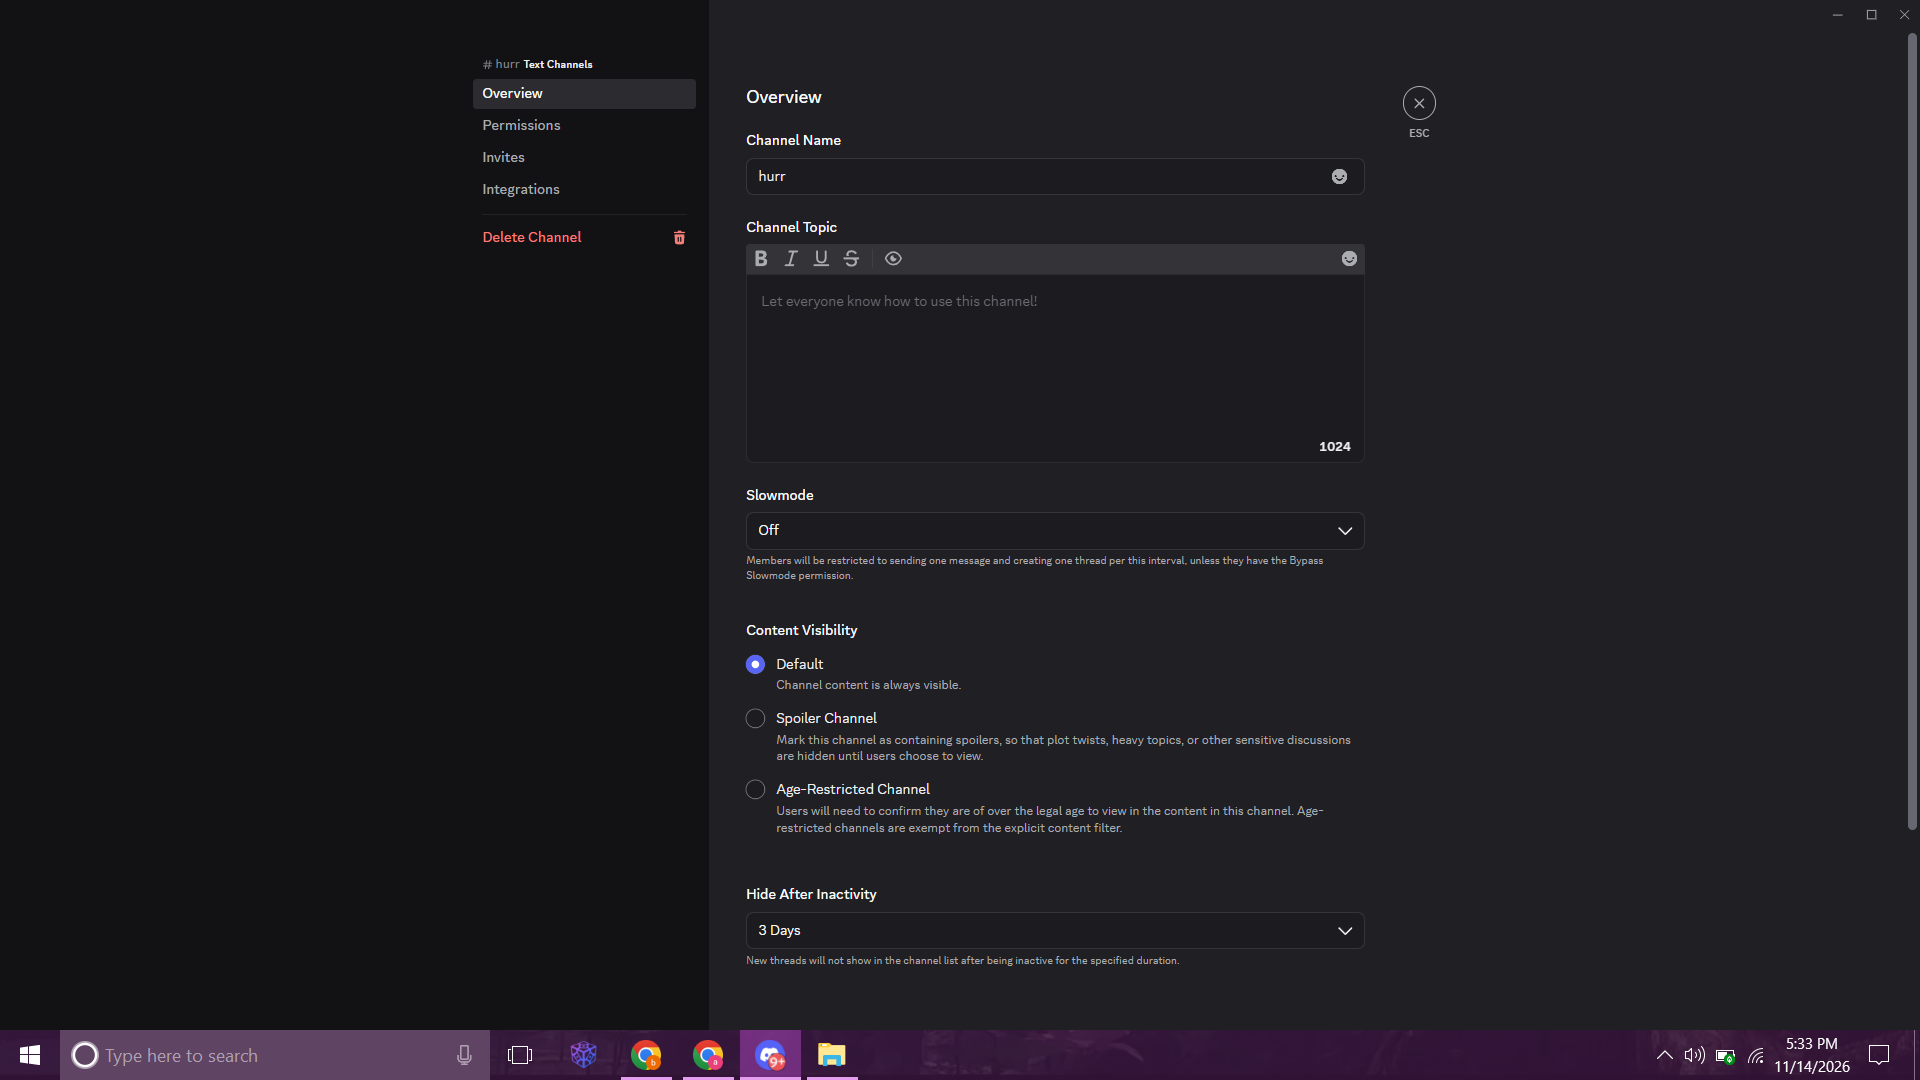 # hurr Text Channels
Overview
Permissions
Invites
Integrations
Delete Channel
Overview
ESC
Channel Name
hurr
Channel Topic
B I U S
Let everyone know how to use this channel!
1024
Slowmode
Off
Members will be restricted to sending one message and creating one thread per this interval, unless they have the Bypass
Slowmode permission.
Content Visibility
Default
Channel content is always visible.
Spoiler Channel
Mark this channel as containing spoilers, so that plot twists, heavy topics, or other sensitive discussions
are hidden until users choose to view.
Age-Restricted Channel
Users will need to confirm they are of over the legal age to view in the content in this channel. Age-
restricted channels are exempt from the explicit content filter.
Hide After Inactivity
3 Days
New threads will not show in the channel list after being inactive for the specified duration.
Type here to search
b
a
9+
5:33 PM
11/14/2026